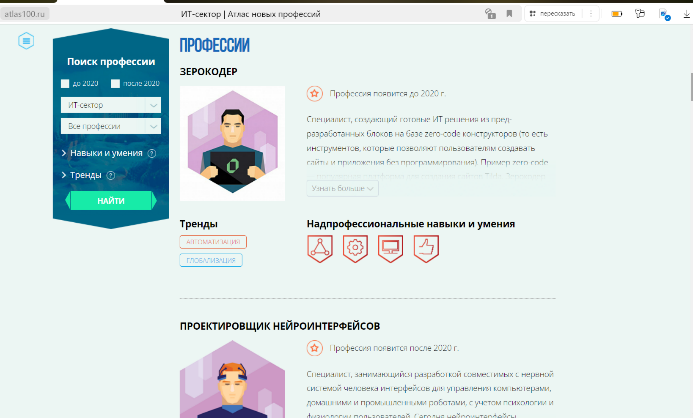 atlas100.ru
ИТ-сектор | Атлас новых профессий
пересказать
Поиск профессии
до 2020
после 2020
ИТ-сектор
Все профессии
Навыки и умения
?
Тренды
?
НАЙТИ
ПРОФЕССИИ
ЗЕРОКОДЕР
Профессия появится до 2020 г.
Специалист, создающий готовые ИТ решения из пред-
разработанных блоков на базе zero-code конструкторов (то есть
инструментов, которые позволяют пользователям создавать
сайты и приложения без программирования). Пример zero-code
Узнать больше
Тренды
АВТОМАТИЗАЦИЯ
ГЛОБАЛИЗАЦИЯ
Надпрофессиональные навыки и умения
ПРОЕКТИРОВЩИК НЕЙРОИНТЕРФЕЙСОВ
Профессия появится после 2020 г.
Специалист, занимающийся разработкой совместимых с нервной
системой человека интерфейсов для управления компьютерами,
домашними и промышленными роботами, с учетом психологии и
физиологии пользователей. Сегодня нейроинтерфейсы